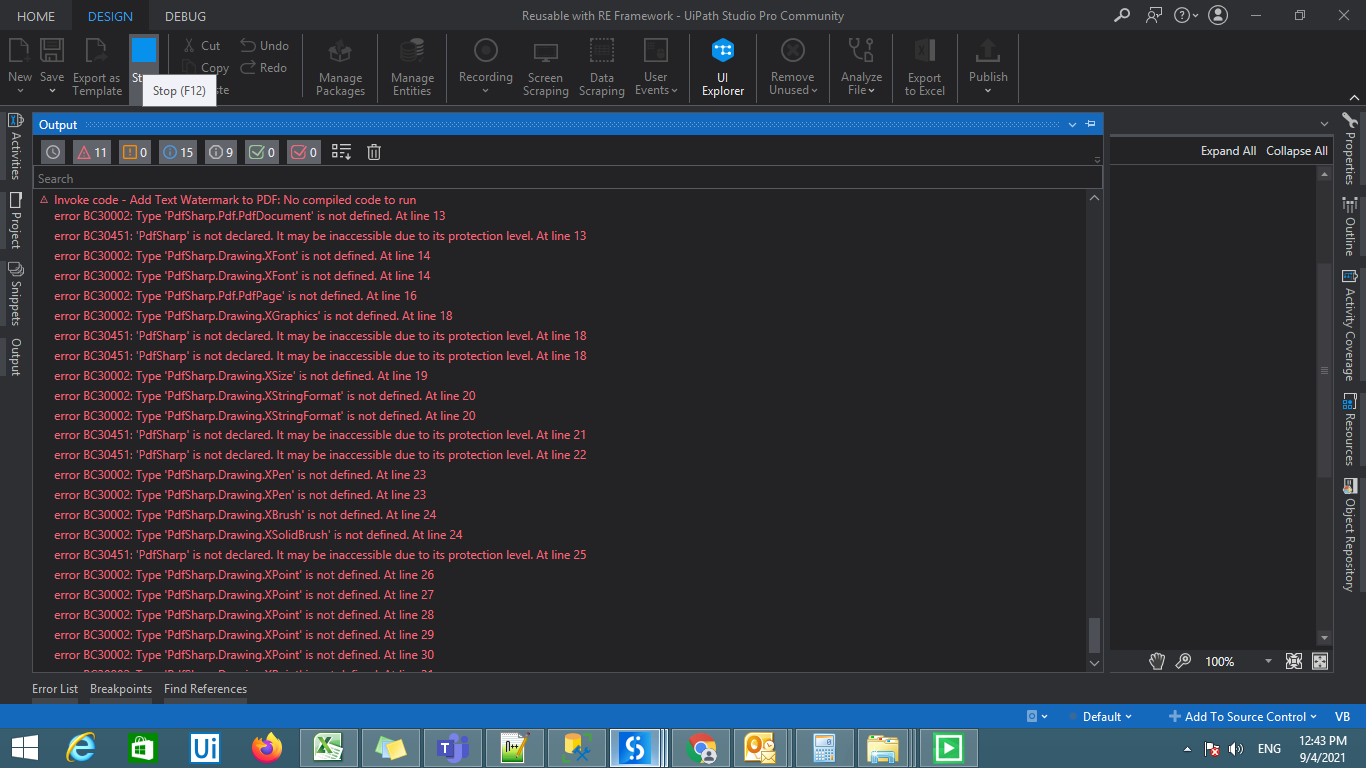 HOME DESIGN DEBUG Reusable with RE Framework - UiPath Studio Pro Community
New Save Export as Template Cut Copy Undo Redo Manage Packages Manage Entities Recording Screen Scraping Data Scraping User Events UI Explorer Remove Unused Analyze File Export to Excel Publish
Stop (F12)
Output
11 0 15 9 0 0
Expand All Collapse All
Search
Invoke code - Add Text Watermark to PDF: No compiled code to run
error BC30002: Type 'PdfSharp.Pdf.PdfDocument' is not defined. At line 13
error BC30451: 'PdfSharp' is not declared. It may be inaccessible due to its protection level. At line 13
error BC30002: Type 'PdfSharp.Drawing.XFont' is not defined. At line 14
error BC30002: Type 'PdfSharp.Drawing.XFont' is not defined. At line 14
error BC30002: Type 'PdfSharp.Pdf.PdfPage' is not defined. At line 16
error BC30002: Type 'PdfSharp.Drawing.XGraphics' is not defined. At line 18
error BC30451: 'PdfSharp' is not declared. It may be inaccessible due to its protection level. At line 18
error BC30451: 'PdfSharp' is not declared. It may be inaccessible due to its protection level. At line 18
error BC30002: Type 'PdfSharp.Drawing.XSize' is not defined. At line 19
error BC30002: Type 'PdfSharp.Drawing.XStringFormat' is not defined. At line 20
error BC30002: Type 'PdfSharp.Drawing.XStringFormat' is not defined. At line 20
error BC30451: 'PdfSharp' is not declared. It may be inaccessible due to its protection level. At line 21
error BC30451: 'PdfSharp' is not declared. It may be inaccessible due to its protection level. At line 22
error BC30002: Type 'PdfSharp.Drawing.XPen' is not defined. At line 23
error BC30002: Type 'PdfSharp.Drawing.XPen' is not defined. At line 23
error BC30002: Type 'PdfSharp.Drawing.XBrush' is not defined. At line 24
error BC30002: Type 'PdfSharp.Drawing.XSolidBrush' is not defined. At line 24
error BC30451: 'PdfSharp' is not declared. It may be inaccessible due to its protection level. At line 25
error BC30002: Type 'PdfSharp.Drawing.XPoint' is not defined. At line 26
error BC30002: Type 'PdfSharp.Drawing.XPoint' is not defined. At line 27
error BC30002: Type 'PdfSharp.Drawing.XPoint' is not defined. At line 28
error BC30002: Type 'PdfSharp.Drawing.XPoint' is not defined. At line 29
error BC30002: Type 'PdfSharp.Drawing.XPoint' is not defined. At line 30
Activities
Project
Snippets
Output
Properties
Outline
Activity Coverage
Resources
Object Repository
100%
Error List Breakpoints Find References
Default Add To Source Control VB
ENG 12:43 PM
9/4/2021